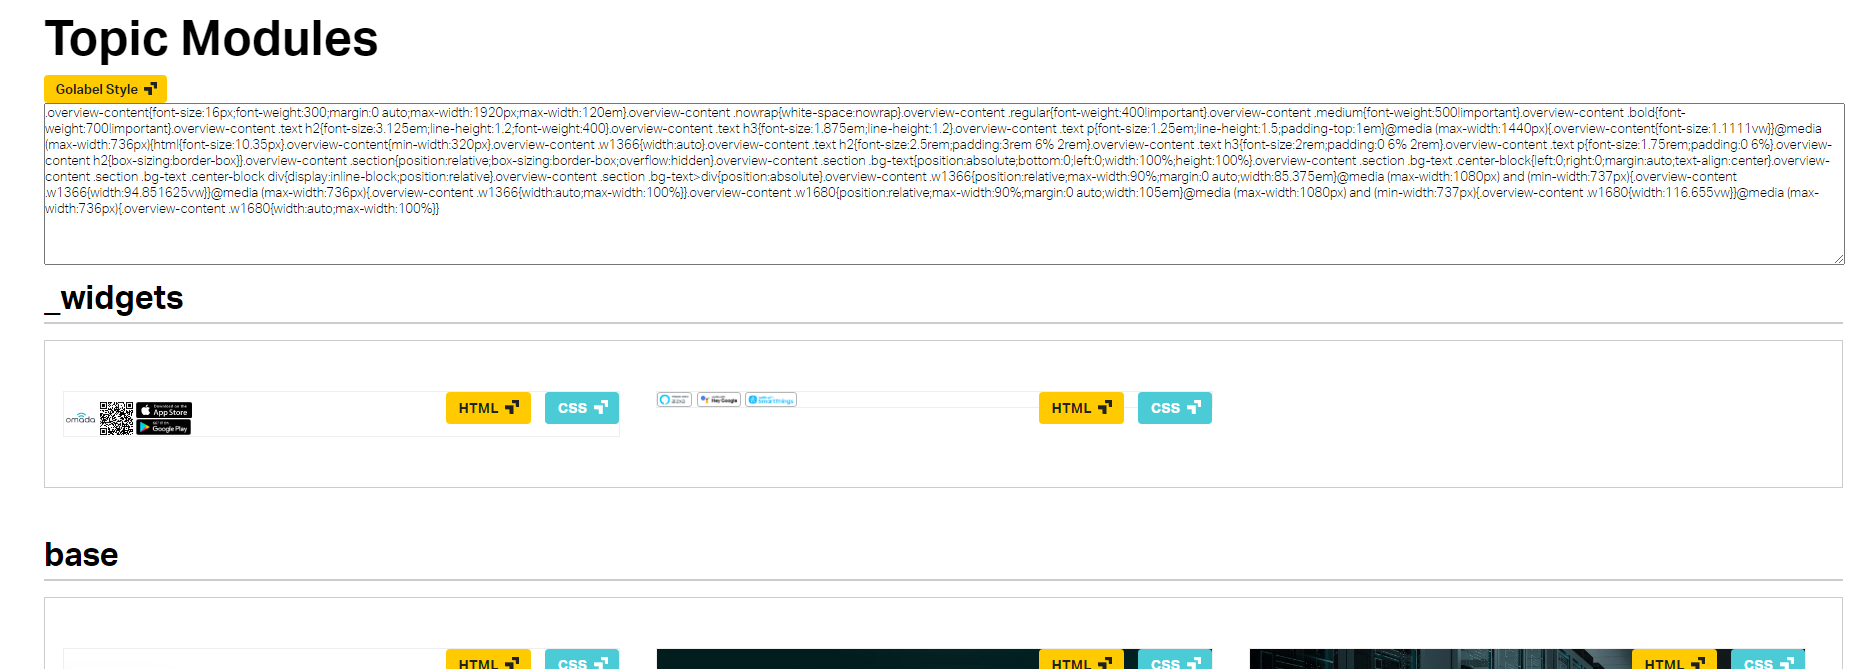 Topic Modules
Golabel Style
.overview-content{font-size:16px;font-weight:300;margin:0 auto;max-width:1920px;max-width:120em}.overview-content .nowrap{white-space:nowrap}.overview-content .regular{font-weight:400!important}.overview-content .medium{font-weight:500!important}.overview-content .bold{font-
weight:700!important}.overview-content .text h2{font-size:3.125em;line-height:1.2;font-weight:400}.overview-content .text h3{font-size:1.875em;line-height:1.2}.overview-content .text p{font-size:1.25em;line-height:1.5;padding-top:1em}@media (max-width:1440px){.overview-content{font-size:1.1111vw}}@media
(max-width:736px){html{font-size:10.35px}.overview-content{min-width:320px}.overview-content .w1366{width:auto}.overview-content .text h2{font-size:2.5rem;padding:3rem 6% 2rem}.overview-content .text h3{font-size:2rem;padding:0 6% 2rem}.overview-content .text p{font-size:1.75rem;padding:0 6%}.overview-
content h2{box-sizing:border-box}}.overview-content .section{position:relative;box-sizing:border-box;overflow:hidden}.overview-content .section .bg-text{position:absolute;bottom:0;left:0;width:100%;height:100%}.overview-content .section .bg-text .center-block{left:0;right:0;margin:auto;text-align:center}.overview-
content .section .bg-text .center-block div{display:inline-block;position:relative}.overview-content .section .bg-text>div{position:absolute}.overview-content .w1366{position:relative;max-width:90%;margin:0 auto;width:85.375em}@media (max-width:1080px) and (min-width:737px){.overview-content
.w1366{width:94.851625vw}}@media (max-width:736px){.overview-content .w1366{width:auto;max-width:100%}}.overview-content .w1680{position:relative;max-width:90%;margin:0 auto;width:105em}@media (max-width:1080px) and (min-width:737px){.overview-content .w1680{width:116.655vw}}@media (max-
width:736px){.overview-content .w1680{width:auto;max-width:100%}}
_widgets
omada
Download on the
App Store
GET IT ON
Google Play
HTML
CSS
Hey Google
SmartThings
HTML
CSS
base
HTML
CSS
HTML
CSS
HTML
CSS